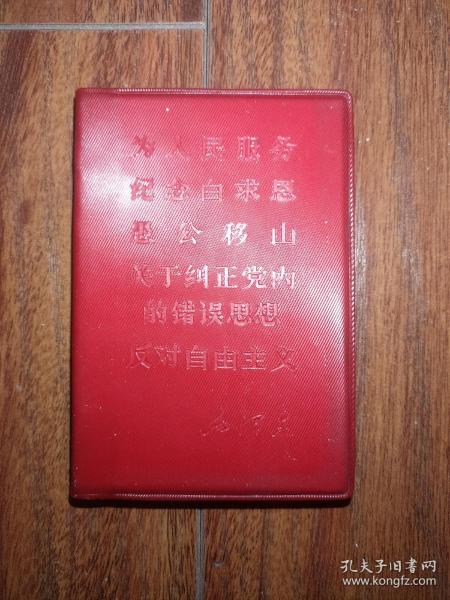 为人民服务
纪念白求恩
愚公移山
关于纠正党内
的错误思想
反对自由主义
毛泽东
孔夫子旧书网
www.kongfz.com